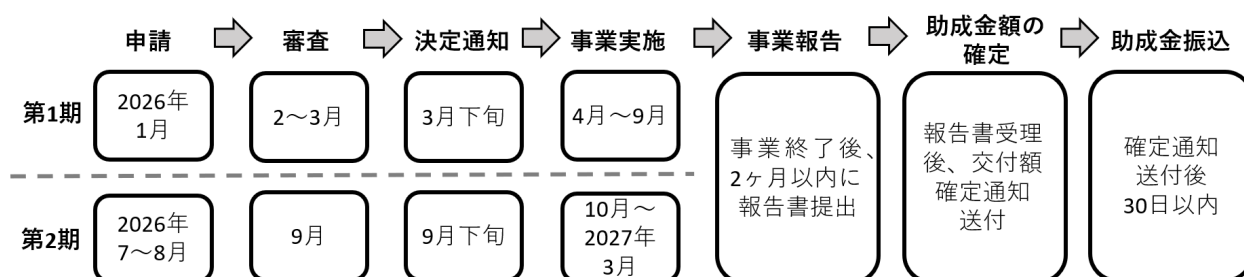 申請
審査
決定通知
事業実施
事業報告
助成金額の
確定
助成金振込
第1期
2026年
1月
2～3月
3月下旬
4月～9月
第2期
2026年
7～8月
9月
9月下旬
10月～
2027年
3月
事業終了後、
2ヶ月以内に
報告書提出
報告書受理
後、交付額
確定通知
送付
確定通知
送付後
30日以内